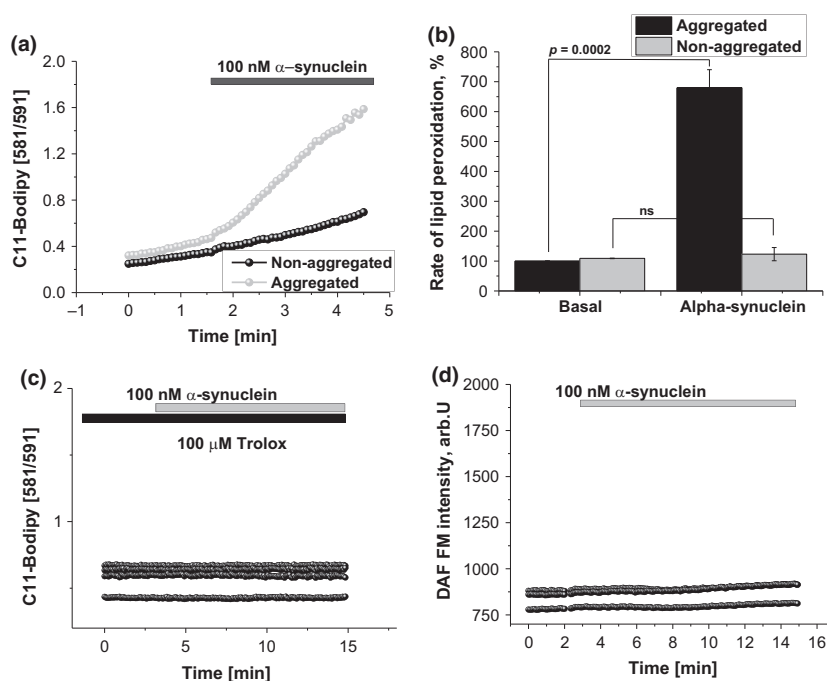 (a)
100 nM α–synuclein
C11-Bodipy [581/591]
2.0
1.6
1.2
0.8
0.4
0.0
Non-aggregated
Aggregated
–1 0 1 2 3 4 5
Time [min]
(b)
Aggregated
Non-aggregated
p = 0.0002
ns
Rate of lipid peroxidation, %
800
700
600
500
400
300
200
100
0
Basal Alpha-synuclein
(c)
100 nM α-synuclein
100 μM Trolox
C11-Bodipy [581/591]
2
1
0 5 10 15
Time [min]
(d)
100 nM α-synuclein
DAF FM intensity, arb.U
2000
1875
1750
1625
1500
1375
1250
1125
1000
875
750
0 2 4 6 8 10 12 14 16
Time [min]